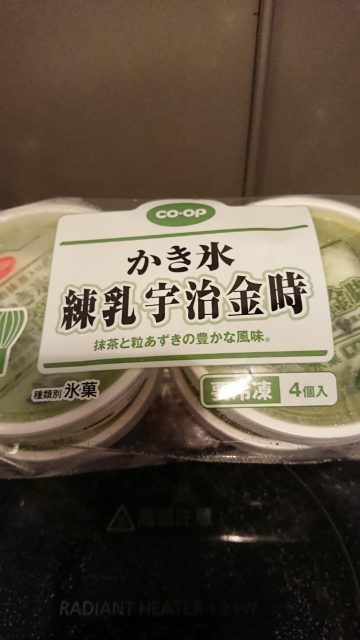 CO-OP
かき氷
練乳宇治金時
抹茶と粒あずきの豊かな風味。
種類別 氷菓
要冷凍 4個入
高温注意
RADIANT HEATER 1.2kW